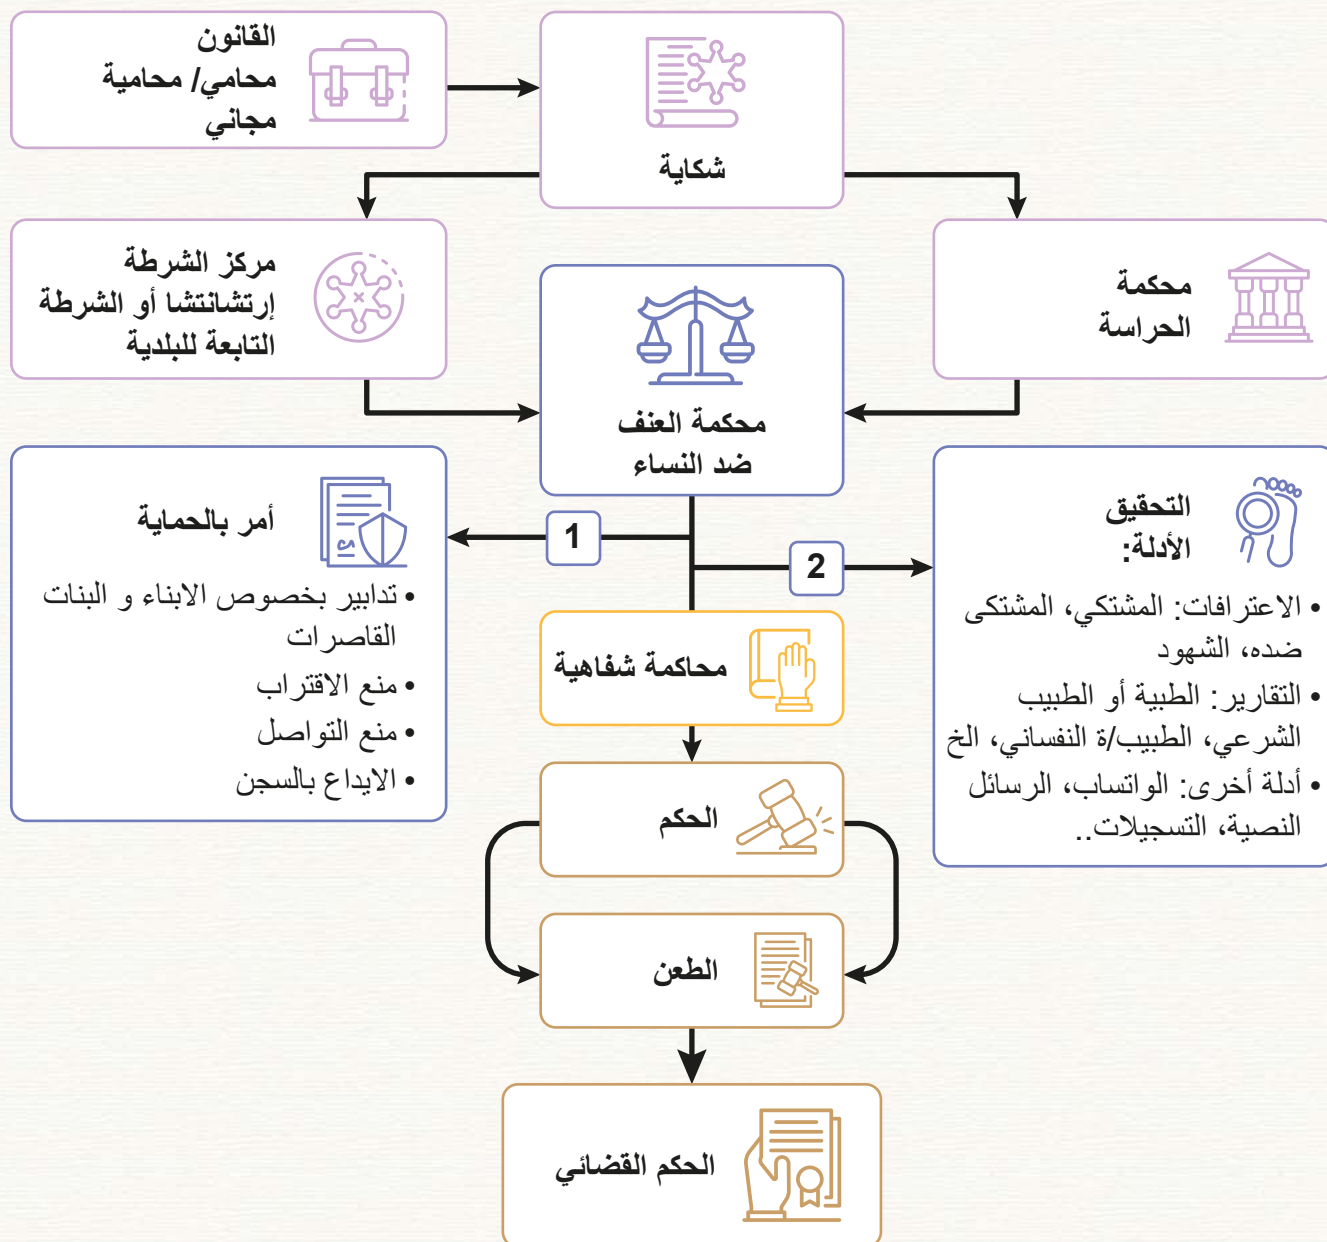 القانون
محامي/ محامية
مجاني
شكاية
مركز الشرطة
إرتشانتشا أو الشرطة
التابعة للبلدية
محكمة
الحراسة
محكمة العنف
ضد النساء
1
2
أمر بالحماية
• تدابير بخصوص الابناء و البنات
القاصرات
• منع الاقتراب
• منع التواصل
• الايداع بالسجن
التحقيق
الأدلة:
• الاعترافات: المشتكي، المشتكى
ضده، الشهود
• التقارير: الطبية أو الطبيب
الشرعي، الطبيب/ة النفساني، الخ
• أدلة أخرى: الواتساب، الرسائل
النصية، التسجيلات..
محاكمة شفاهية
الحكم
الطعن
الحكم القضائي